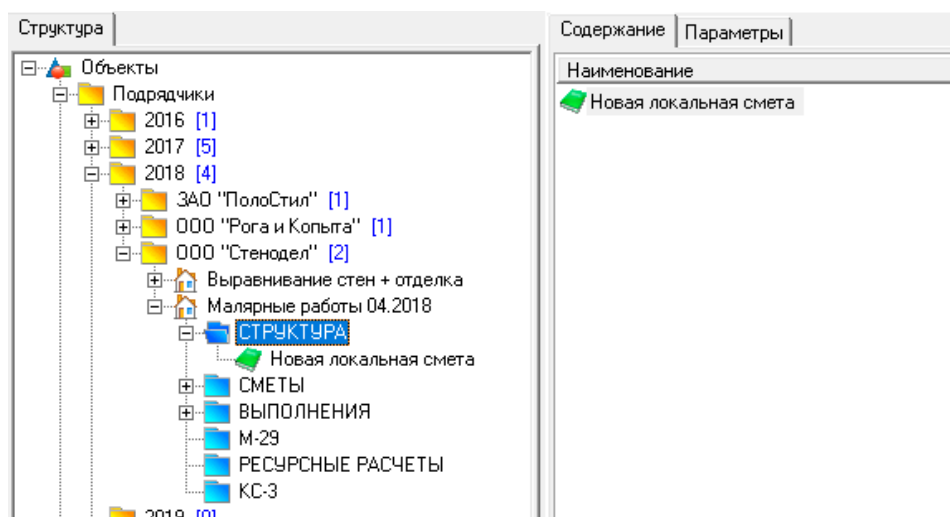 Структура
Объекты
Подрядчики
2016 [1]
2017 [5]
2018 [4]
ЗАО "ПолоСтил" [1]
ООО "Рога и Копыта" [1]
ООО "Стенодел" [2]
Выравнивание стен + отделка
Малярные работы 04.2018
СТРУКТУРА
Новая локальная смета
СМЕТЫ
ВЫПОЛНЕНИЯ
М-29
РЕСУРСНЫЕ РАСЧЕТЫ
КС-3
Содержание Параметры
Наименование
Новая локальная смета